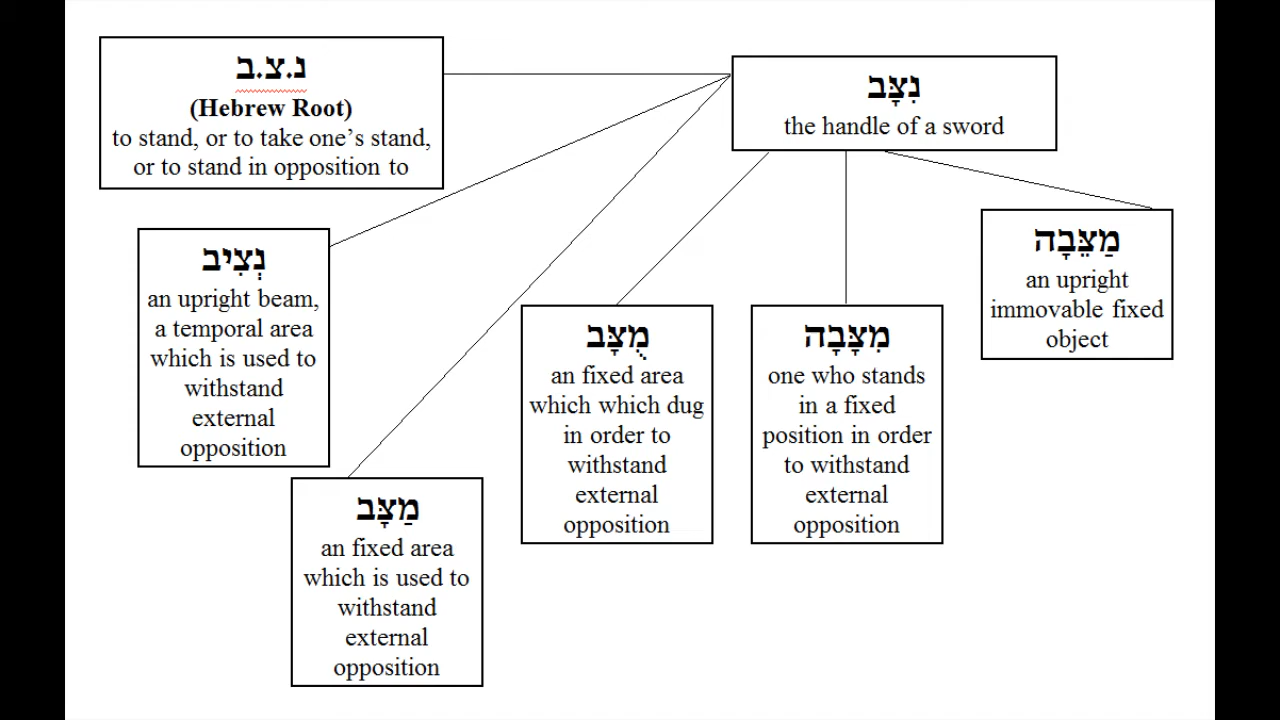 נ.צ.ב
(Hebrew Root)
to stand, or to take one’s stand,
or to stand in opposition to
נִצָּב
the handle of a sword
נְצִיב
an upright beam,
a temporal area
which is used to
withstand
external
opposition
מַצָּב
an fixed area
which is used to
withstand
external
opposition
מֻצָּב
an fixed area
which which dug
in order to
withstand
external
opposition
מִצָּבָה
one who stands
in a fixed
position in order
to withstand
external
opposition
מַצֵּבָה
an upright
immovable fixed
object